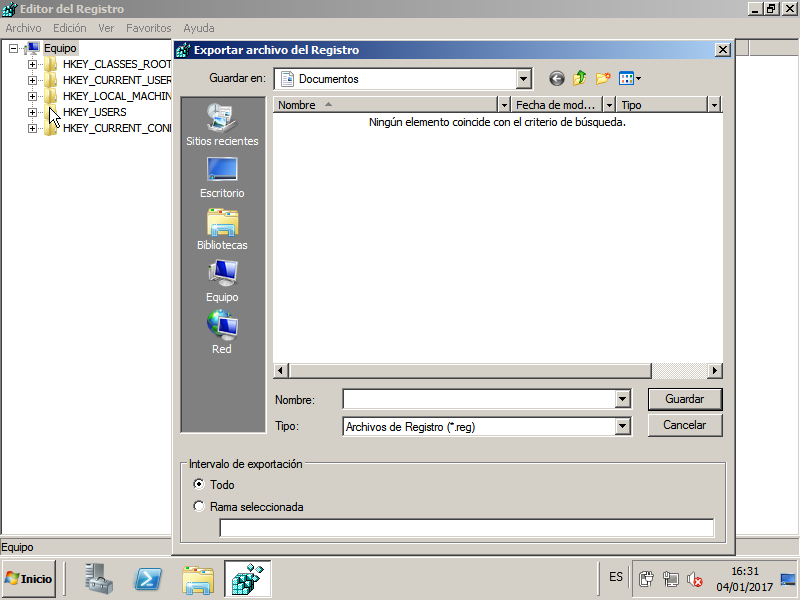 Editor del Registro
Archivo Edición Ver Favoritos Ayuda
Equipo
HKEY_CLASSES_ROOT
HKEY_CURRENT_USER
HKEY_LOCAL_MACHIN
HKEY_USERS
HKEY_CURRENT_CON
Exportar archivo del Registro
Guardar en: Documentos
Sitios recientes
Escritorio
Bibliotecas
Equipo
Red
Nombre Fecha de mod... Tipo
Ningún elemento coincide con el criterio de búsqueda.
Nombre:
Guardar
Tipo: Archivos de Registro (*.reg)
Cancelar
Intervalo de exportación
Todo
Rama seleccionada
Equipo
Inicio
ES
16:31
04/01/2017